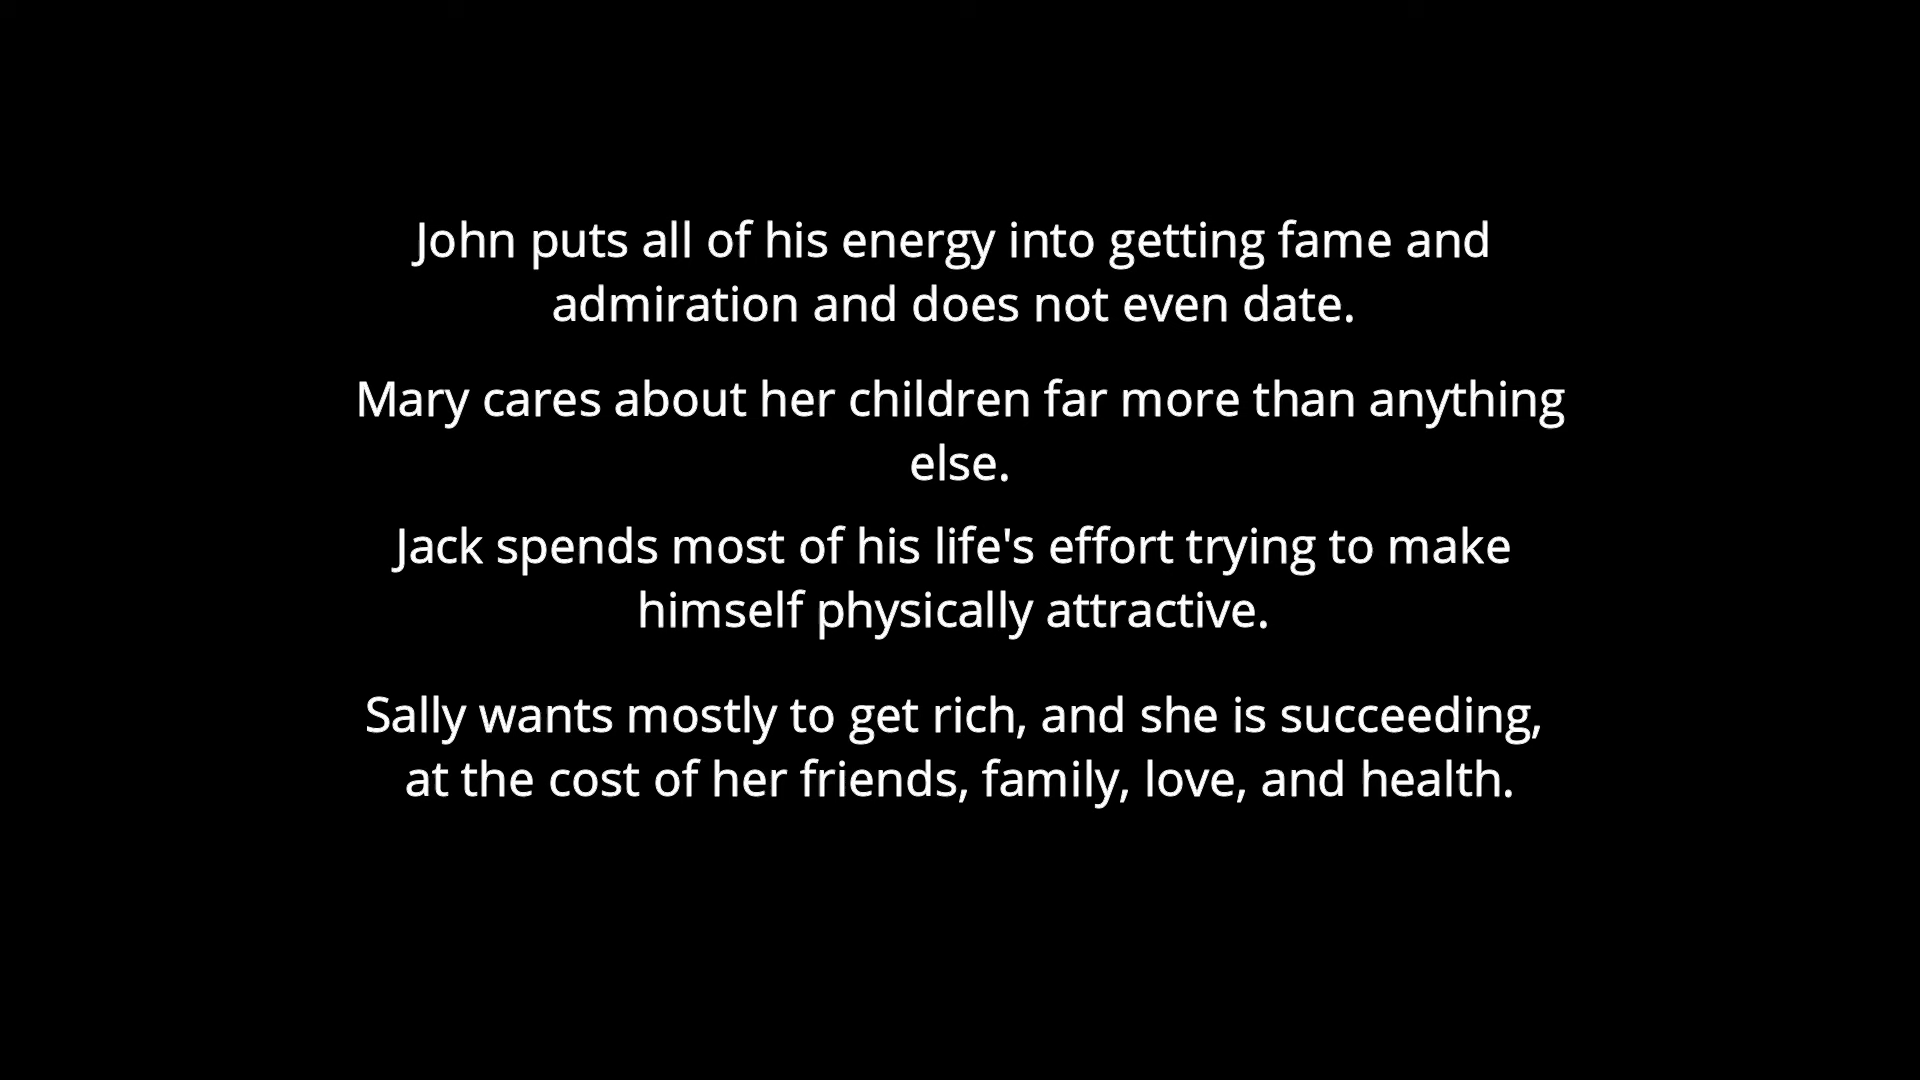 John puts all of his energy into getting fame and
admiration and does not even date.
Mary cares about her children far more than anything
else.
Jack spends most of his life's effort trying to make
himself physically attractive.
Sally wants mostly to get rich, and she is succeeding,
at the cost of her friends, family, love, and health.